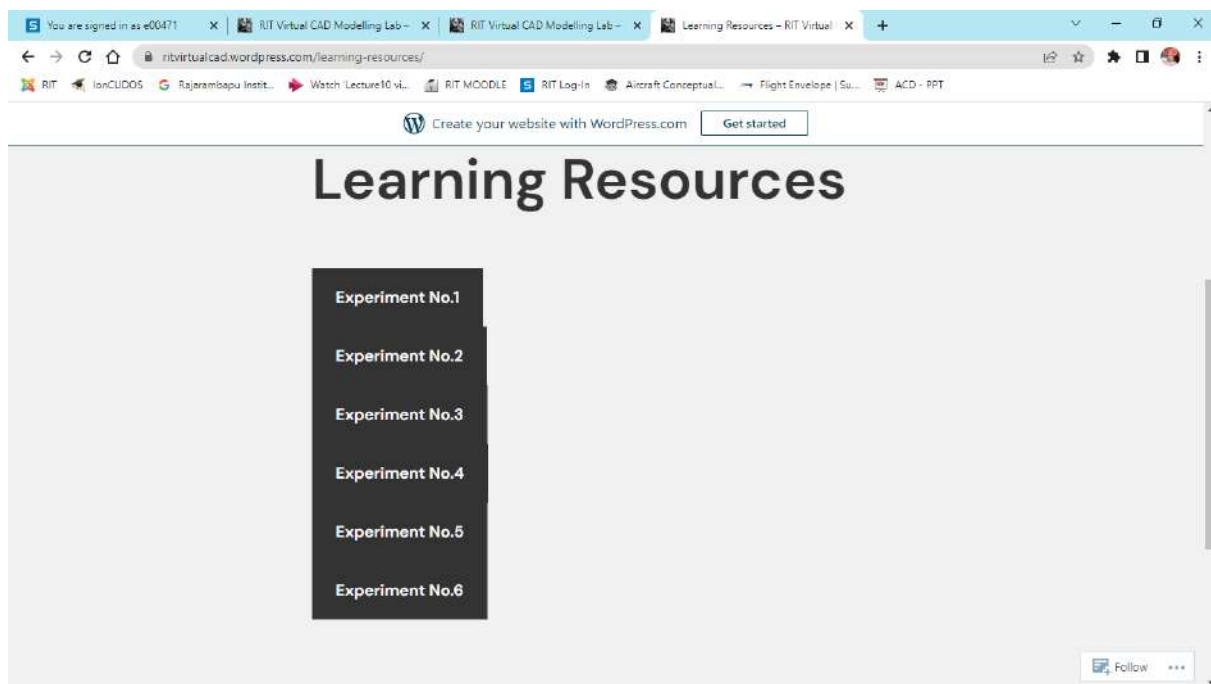 You are signed in as e00471
RIT Virtual CAD Modelling Lab –
RIT Virtual CAD Modelling Lab –
Learning Resources – RIT Virtual
ritvirtualcad.wordpress.com/learning-resources/
RIT
IonCUDOS
Rajarambapu Instit...
Watch 'Lecture10 vi...
RIT MOODLE
RIT Log-In
Aircraft Conceptual...
Flight Envelope | Su...
ACD - PPT
Create your website with WordPress.com
Get started
Learning Resources
Experiment No.1
Experiment No.2
Experiment No.3
Experiment No.4
Experiment No.5
Experiment No.6
Follow